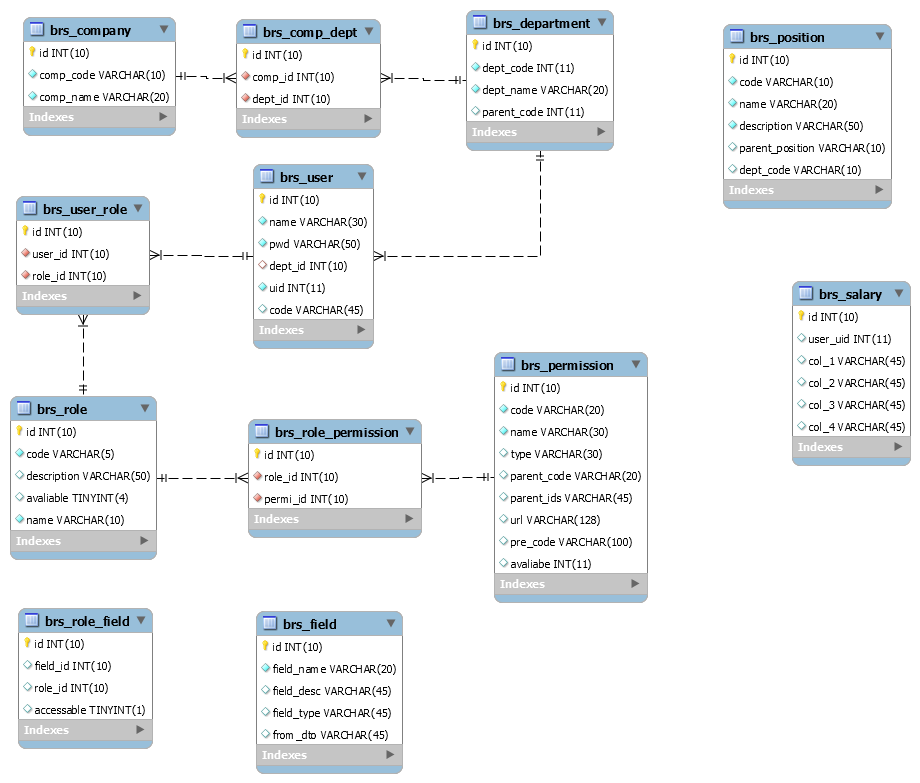 brs_company
id INT(10)
comp_code VARCHAR(10)
comp_name VARCHAR(20)
Indexes
brs_comp_dept
id INT(10)
comp_id INT(10)
dept_id INT(10)
Indexes
brs_department
id INT(10)
dept_code INT(11)
dept_name VARCHAR(20)
parent_code INT(11)
Indexes
brs_position
id INT(10)
code VARCHAR(10)
name VARCHAR(20)
description VARCHAR(50)
parent_position VARCHAR(10)
dept_code VARCHAR(10)
Indexes
brs_user_role
id INT(10)
user_id INT(10)
role_id INT(10)
Indexes
brs_user
id INT(10)
name VARCHAR(30)
pwd VARCHAR(50)
dept_id INT(10)
uid INT(11)
code VARCHAR(45)
Indexes
brs_salary
id INT(10)
user_uid INT(11)
col_1 VARCHAR(45)
col_2 VARCHAR(45)
col_3 VARCHAR(45)
col_4 VARCHAR(45)
Indexes
brs_role
id INT(10)
code VARCHAR(5)
description VARCHAR(50)
avaliable TINYINT(4)
name VARCHAR(10)
Indexes
brs_role_permission
id INT(10)
role_id INT(10)
permi_id INT(10)
Indexes
brs_permission
id INT(10)
code VARCHAR(20)
name VARCHAR(30)
type VARCHAR(30)
parent_code VARCHAR(20)
parent_ids VARCHAR(45)
url VARCHAR(128)
pre_code VARCHAR(100)
avaliabe INT(11)
Indexes
brs_role_field
id INT(10)
field_id INT(10)
role_id INT(10)
accessable TINYINT(1)
Indexes
brs_field
id INT(10)
field_name VARCHAR(20)
field_desc VARCHAR(45)
field_type VARCHAR(45)
from_dto VARCHAR(45)
Indexes